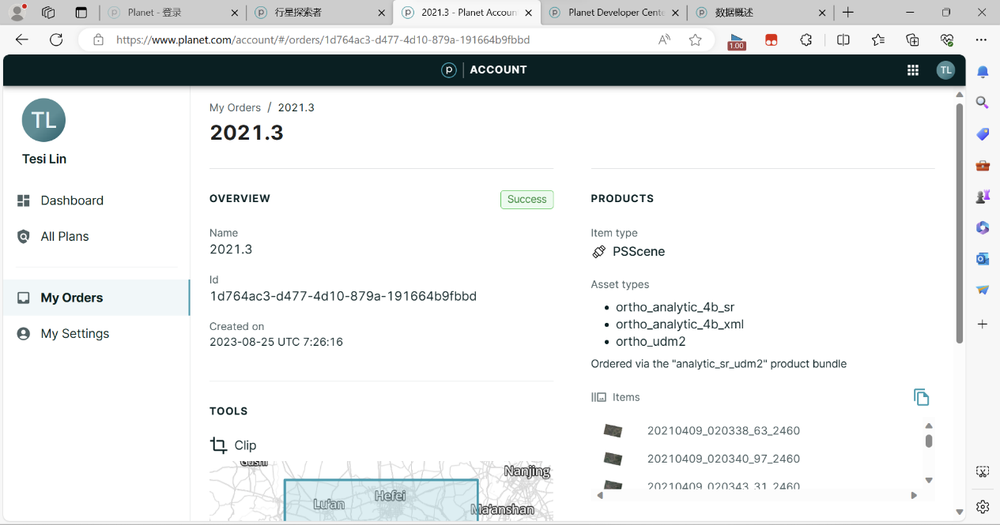 Planet - 登录
行星探索者
2021.3 - Planet Accoun
Planet Developer Cente
数据概述
https://www.planet.com/account/#/orders/1d764ac3-d477-4d10-879a-191664b9fbbd
1.00
p ACCOUNT
TL
TL
Tesi Lin
Dashboard
All Plans
My Orders
My Settings
My Orders / 2021.3
2021.3
OVERVIEW
Success
Name
2021.3
Id
1d764ac3-d477-4d10-879a-191664b9fbbd
Created on
2023-08-25 UTC 7:26:16
TOOLS
Clip
Gushi
Nanjing
Hefei
Lu'an
Ma'anshan
PRODUCTS
Item type
PSScene
Asset types
• ortho_analytic_4b_sr
• ortho_analytic_4b_xml
• ortho_udm2
Ordered via the "analytic_sr_udm2" product bundle
Items
20210409_020338_63_2460
20210409_020340_97_2460
20210409_020343_31_2460